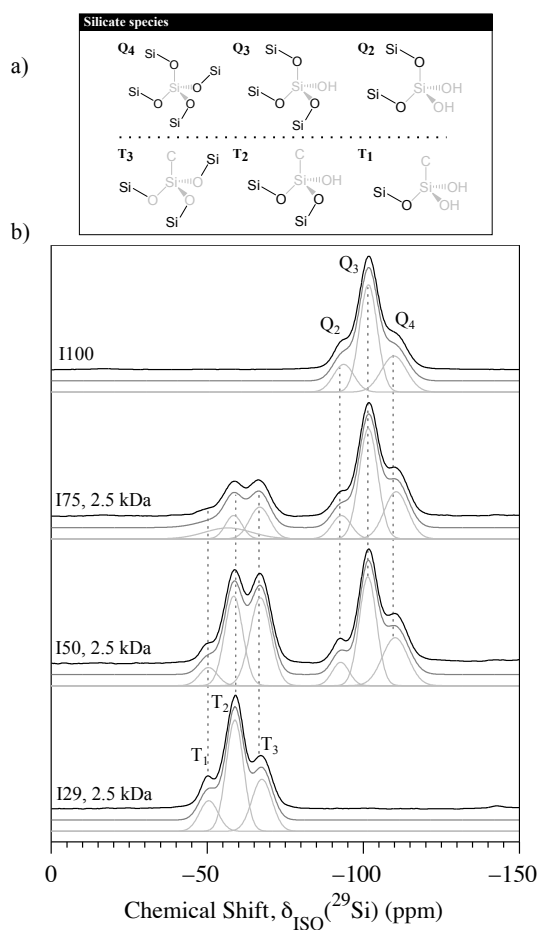 Silicate species
a)
Q4 Q3 Q2
Si O Si O Si O
Si O Si Si OH Si OH
Si O O Si O O O OH
Si Si Si
T3 T2 T1
C C C
Si O Si Si OH Si OH
Si O O Si O O Si O OH
Si Si
b)
Q3
Q2 Q4
I100
I75, 2.5 kDa
I50, 2.5 kDa
T2
T1 T3
I29, 2.5 kDa
0 −50 −100 −150
Chemical Shift, δISO(29Si) (ppm)